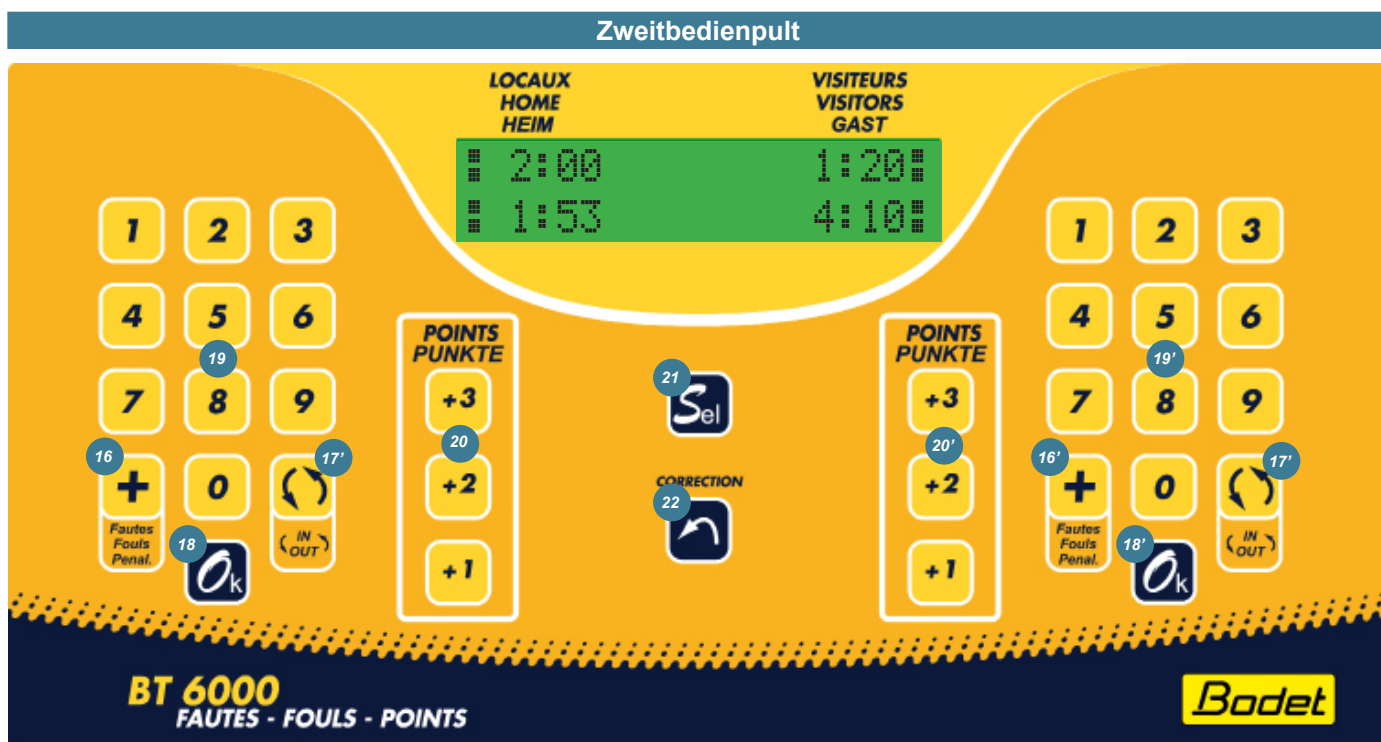 Zweitbedienpult
LOCAUX
HOME
HEIM
VISITEURS
VISITORS
GAST
2:00 1:20
1:53 4:10
1 2 3
4 5 6
19
7 8 9
16
17’
+ 0
Fautes
Fouls
Penal.
18
Ok
IN
OUT
POINTS
PUNKTE
+3
20
+2
+1
21
Sel
CORRECTION
22
POINTS
PUNKTE
+3
20’
+2
+1
1 2 3
4 5 6
19’
7 8 9
16’
17’
+ 0
Fautes
Fouls
Penal.
18’
Ok
IN
OUT
BT 6000
FAUTES - FOULS - POINTS
Bodet